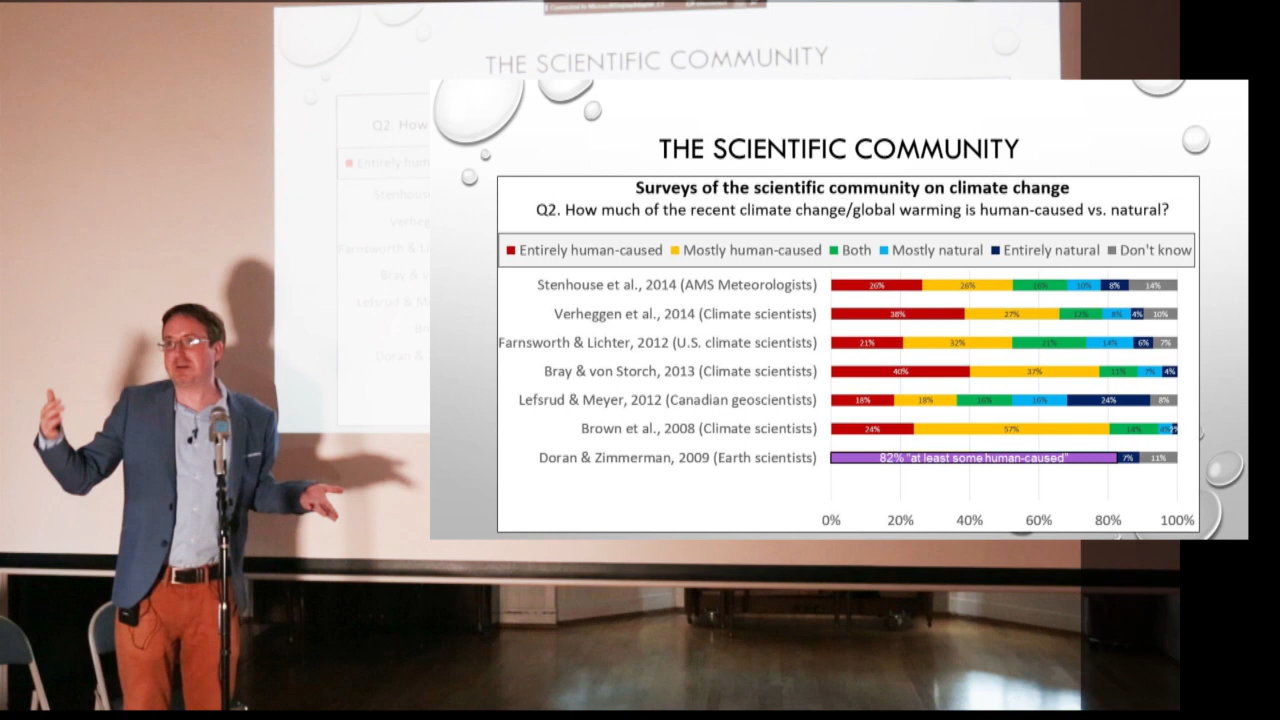 THE SCIENTIFIC COMMUNITY
Q2. How
THE SCIENTIFIC COMMUNITY
Surveys of the scientific community on climate change
Q2. How much of the recent climate change/global warming is human-caused vs. natural?
Entirely human-caused Mostly human-caused Both Mostly natural Entirely natural Don't know
Stenhouse et al., 2014 (AMS Meteorologists) 26% 26% 16% 10% 8% 14%
Verheggen et al., 2014 (Climate scientists) 38% 27% 12% 8% 4% 10%
Farnsworth & Lichter, 2012 (U.S. climate scientists) 21% 32% 21% 14% 6% 7%
Bray & von Storch, 2013 (Climate scientists) 40% 37% 11% 7% 4%
Lefsrud & Meyer, 2012 (Canadian geoscientists) 18% 18% 16% 16% 24% 8%
Brown et al., 2008 (Climate scientists) 24% 57% 14%
Doran & Zimmerman, 2009 (Earth scientists) 82% "at least some human-caused" 7% 11%
0% 20% 40% 60% 80% 100%